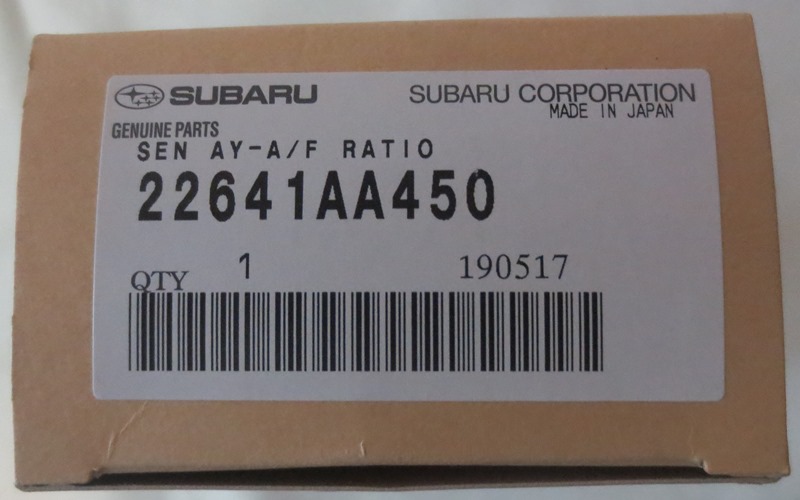 SUBARU SUBARU CORPORATION
MADE IN JAPAN
GENUINE PARTS
SEN AY-A/F RATIO
22641AA450
QTY 1 190517